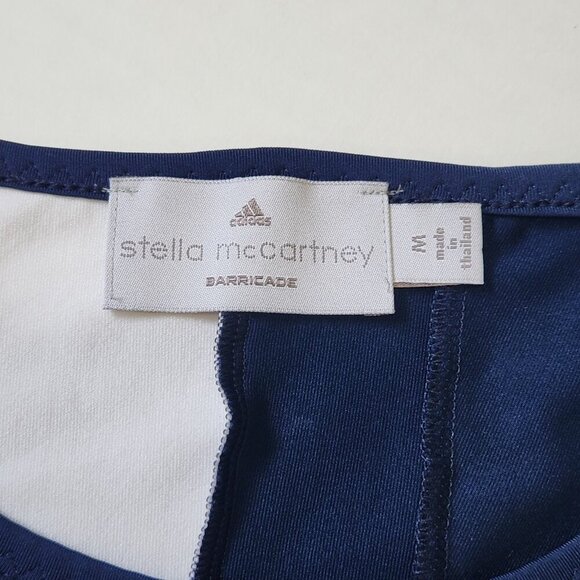 adidas
stella mccartney
BARRICADE
M
made
in
thailand